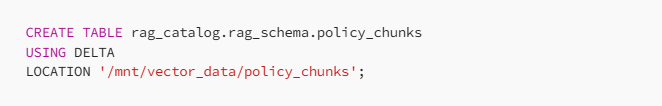 CREATE TABLE rag_catalog.rag_schema.policy_chunks
USING DELTA
LOCATION '/mnt/vector_data/policy_chunks';